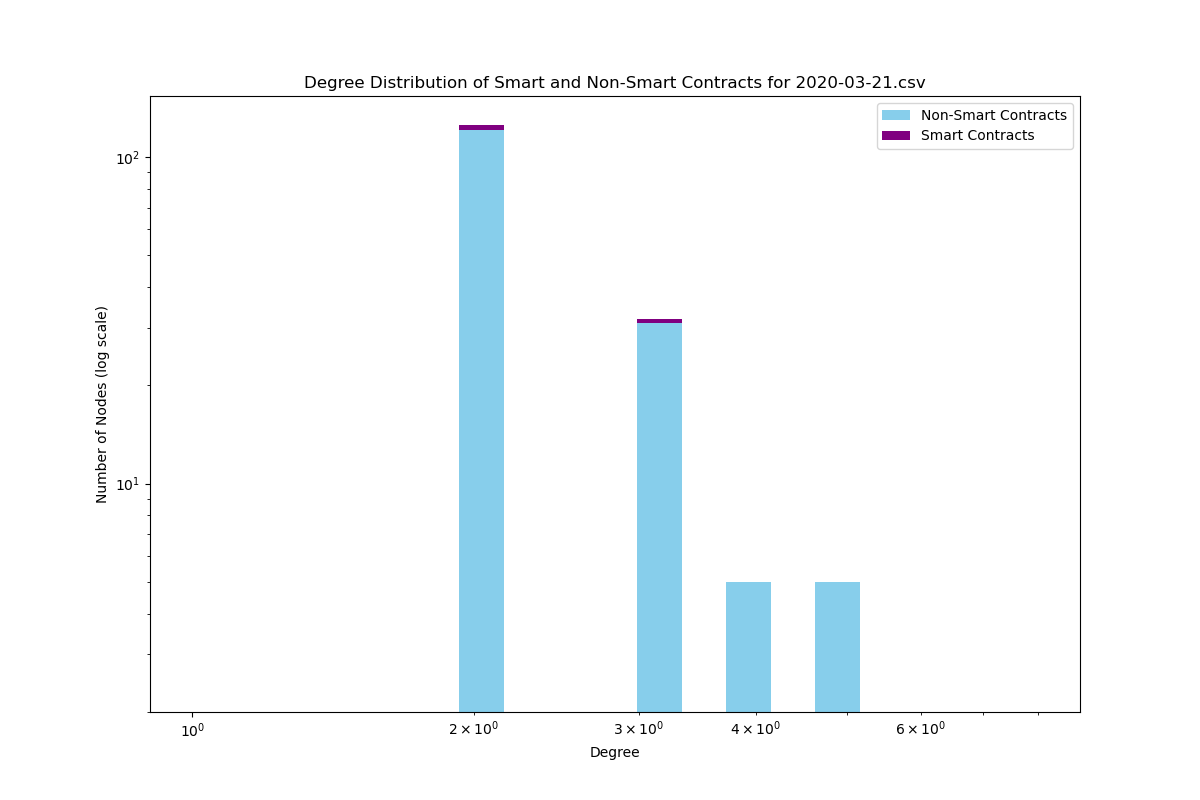 Degree Distribution of Smart and Non-Smart Contracts for 2020-03-21.csv
Non-Smart Contracts
Smart Contracts
Number of Nodes (log scale)
10²
10¹
10⁰
2 × 10⁰
3 × 10⁰
4 × 10⁰
6 × 10⁰
Degree